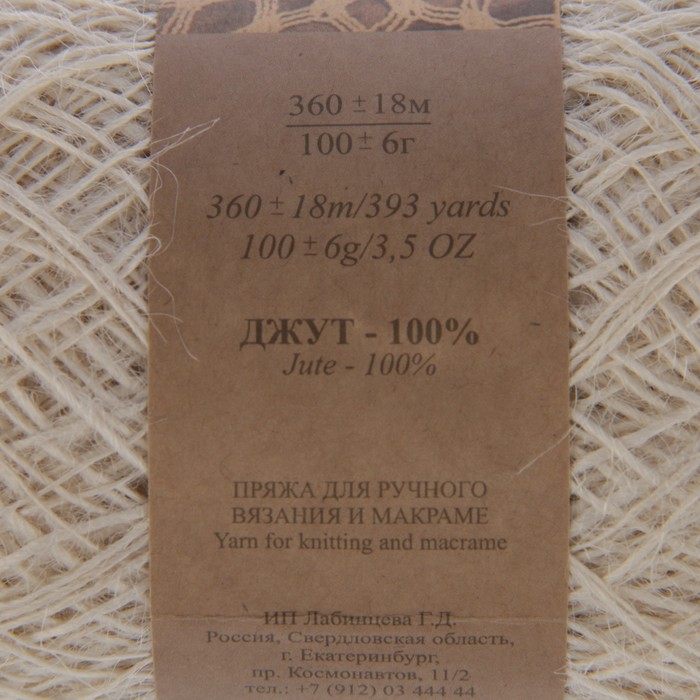 360 ± 18м
100 ± 6г
360 ± 18m/393 yards
100 ± 6g/3,5 OZ
ДЖУТ - 100%
Jute - 100%
ПРЯЖА ДЛЯ РУЧНОГО
ВЯЗАНИЯ И МАКРАМЕ
Yarn for knitting and macrame
ИП Лабинцева Г.Д.
Россия, Свердловская область,
г. Екатеринбург,
пр. Космонавтов, 11/2
тел.: +7 (912) 03 444 44